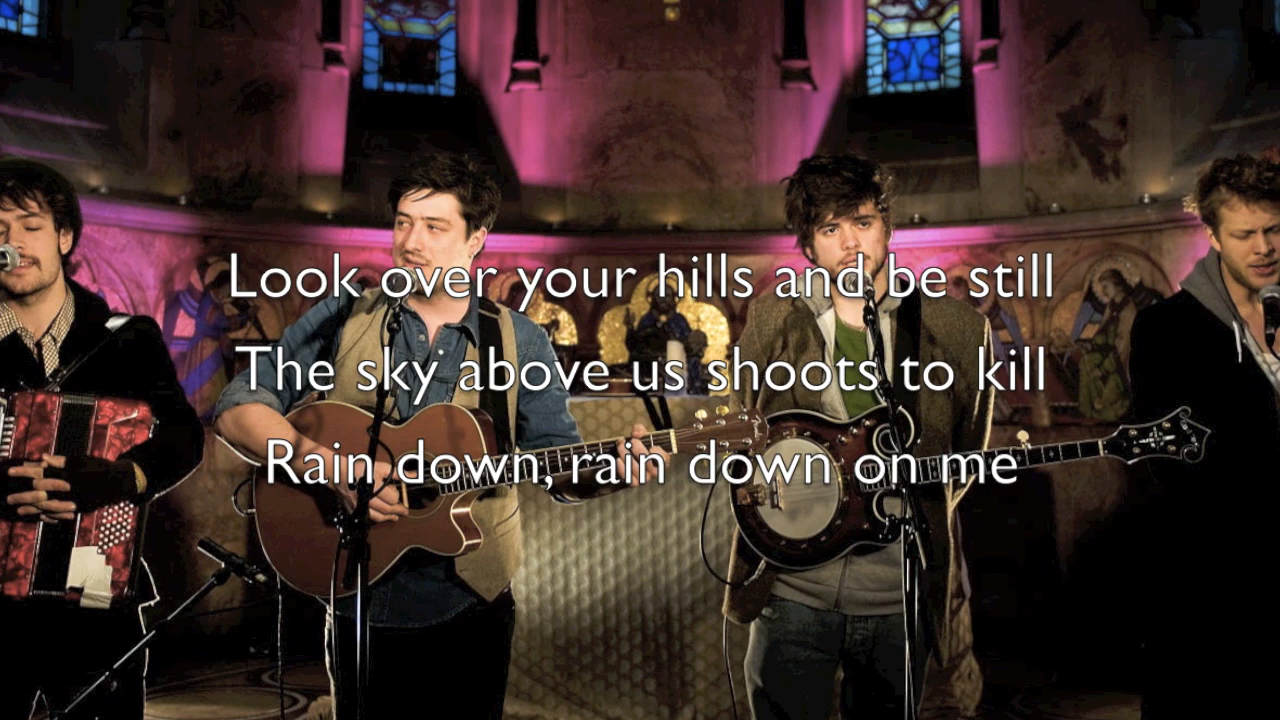 Look over your hills and be still
The sky above us shoots to kill
Rain down, rain down on me